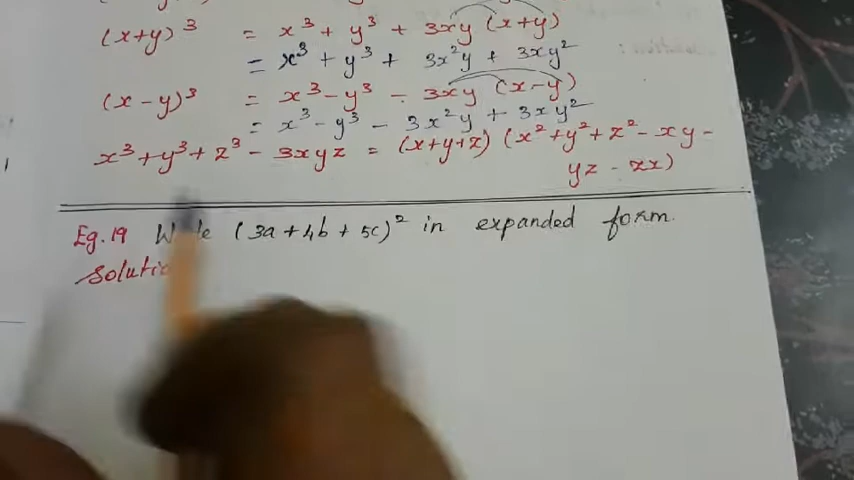 (x+y)³ = x³ + y³ + 3xy (x+y)
= x³ + y³ + 3x²y + 3xy²
(x-y)³ = x³ - y³ - 3xy (x-y)
= x³ - y³ - 3x²y + 3xy²
x³ + y³ + z³ - 3xyz = (x+y+z) (x² + y² + z² - xy -
yz - zx)
Eg. 19 (3a + 4b + 5c)² in expanded form.